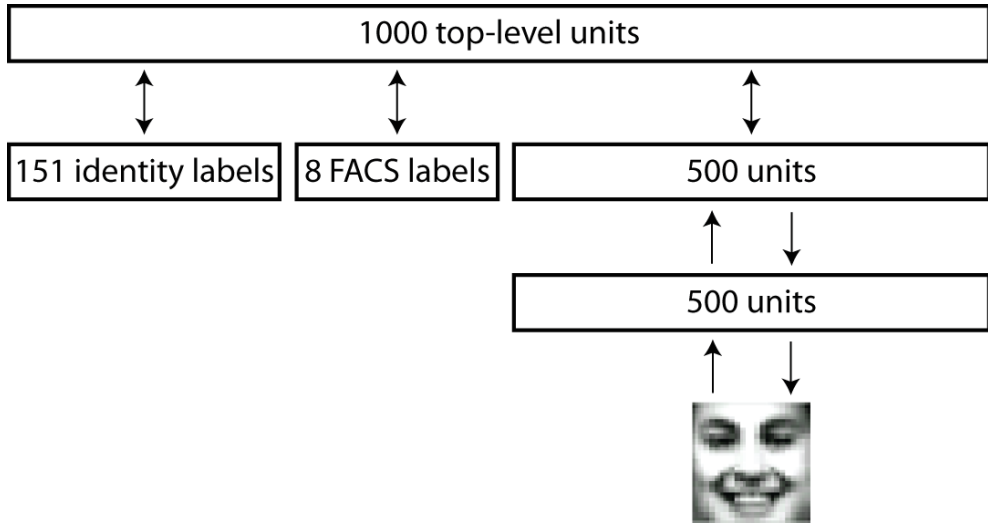 1000 top-level units
151 identity labels
8 FACS labels
500 units
500 units